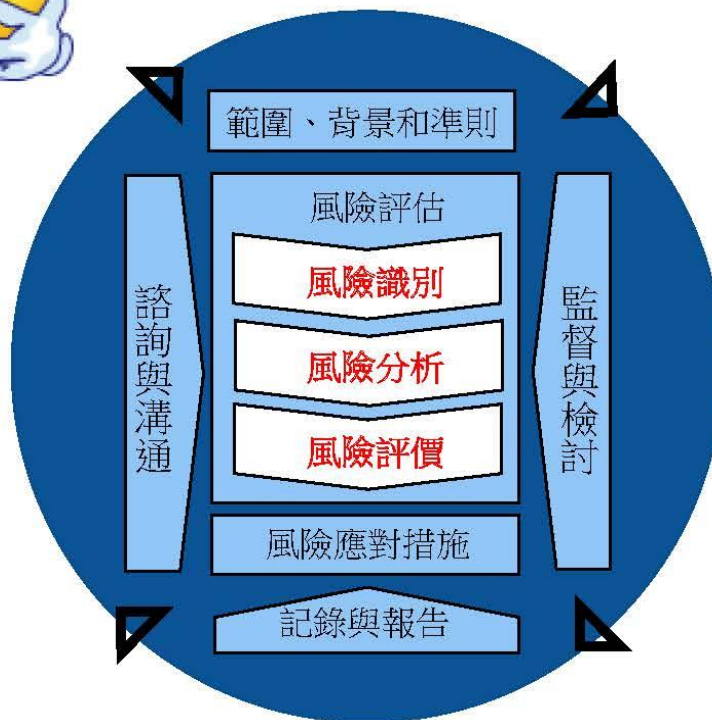 範圍、背景和準則
風險評估
風險識別
風險分析
風險評價
諮詢與溝通
監督與檢討
風險應對措施
記錄與報告